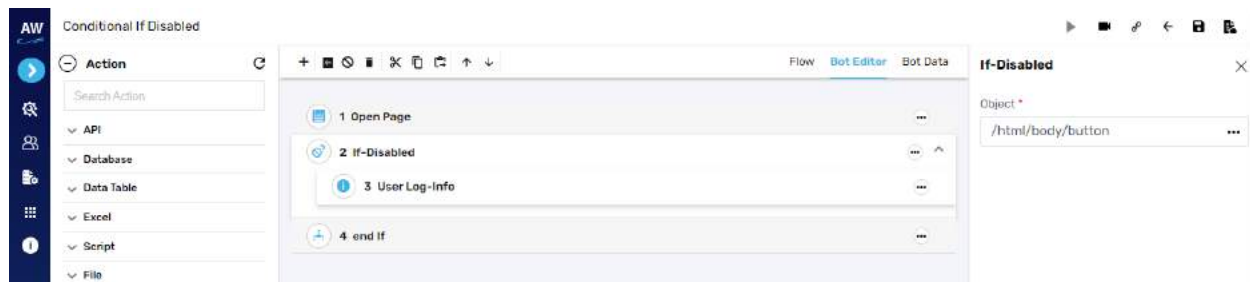 AW
Conditional If Disabled
Action
Search Action
API
Database
Data Table
Excel
Script
File
Flow Bot Editor Bot Data
1 Open Page
2 If-Disabled
3 User Log-Info
4 end If
If-Disabled
Object *
/html/body/button